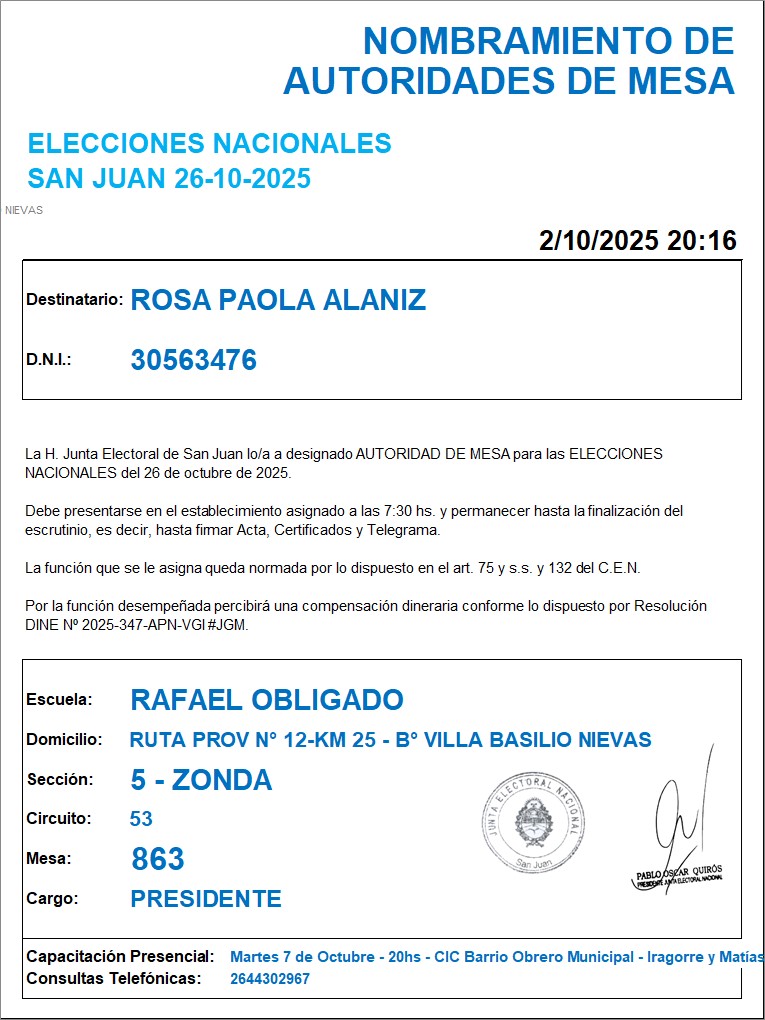 NOMBRAMIENTO DE
AUTORIDADES DE MESA
ELECCIONES NACIONALES
SAN JUAN 26-10-2025
NIEVAS
2/10/2025 20:16
Destinatario: ROSA PAOLA ALANIZ
D.N.I.: 30563476
La H. Junta Electoral de San Juan lo/a a designado AUTORIDAD DE MESA para las ELECCIONES
NACIONALES del 26 de octubre de 2025.
Debe presentarse en el establecimiento asignado a las 7:30 hs. y permanecer hasta la finalización del
escrutinio, es decir, hasta firmar Acta, Certificados y Telegrama.
La función que se le asigna queda normada por lo dispuesto en el art. 75 y s.s. y 132 del C.E.N.
Por la función desempeñada percibirá una compensación dineraria conforme lo dispuesto por Resolución
DINE Nº 2025-347-APN-VGI#JGM.
Escuela: RAFAEL OBLIGADO
Domicilio: RUTA PROV N° 12-KM 25 - B° VILLA BASILIO NIEVAS
Sección: 5 - ZONDA
Circuito: 53
Mesa: 863
Cargo: PRESIDENTE
JUNTA ELECTORAL NACIONAL
San Juan
PABLO OSCAR QUIRÓS
PRESIDENTE JUNTA ELECTORAL NACIONAL
Capacitación Presencial: Martes 7 de Octubre - 20hs - CIC Barrio Obrero Municipal - Iragorre y Matías
Consultas Telefónicas: 2644302967